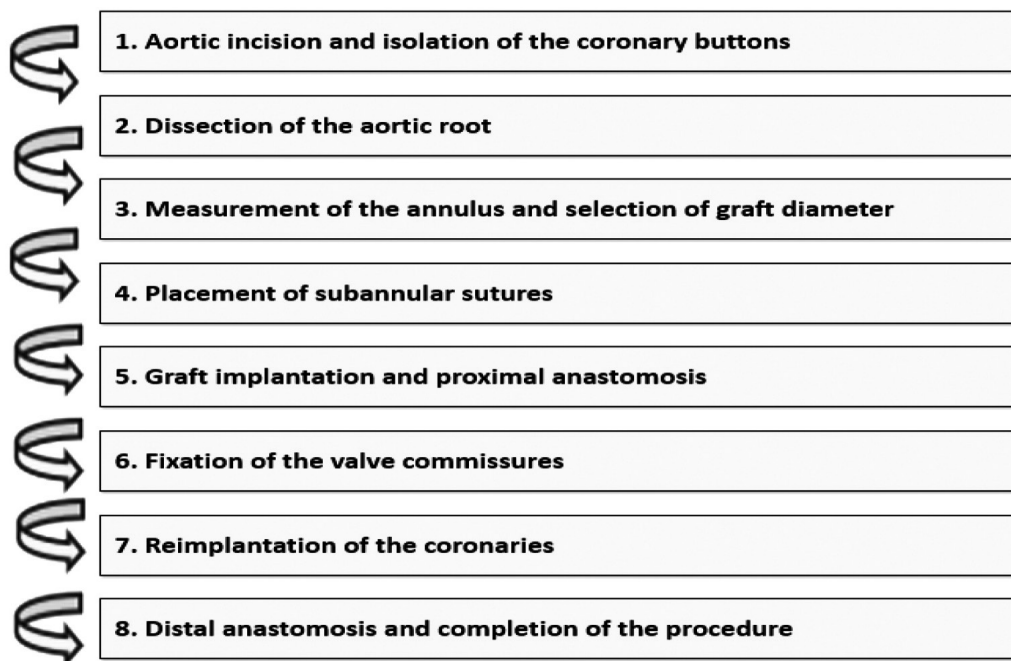 1. Aortic incision and isolation of the coronary buttons
2. Dissection of the aortic root
3. Measurement of the annulus and selection of graft diameter
4. Placement of subannular sutures
5. Graft implantation and proximal anastomosis
6. Fixation of the valve commissures
7. Reimplantation of the coronaries
8. Distal anastomosis and completion of the procedure